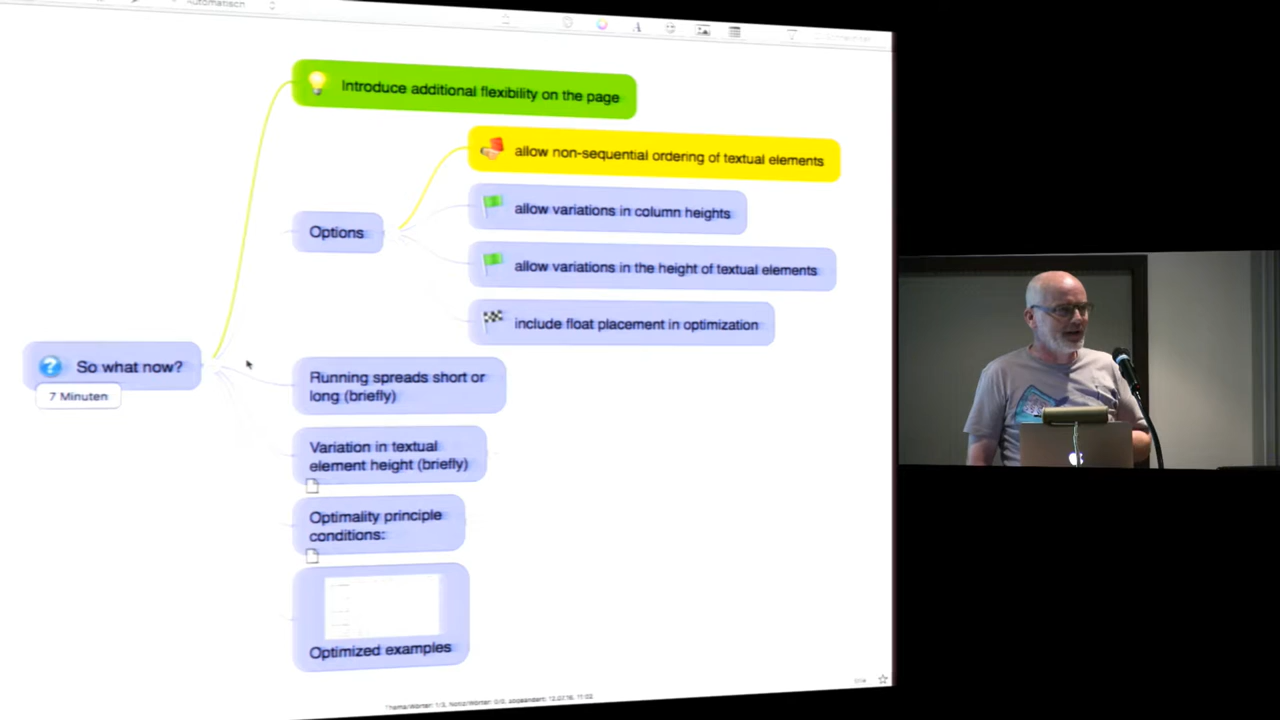 Automatisch
Introduce additional flexibility on the page
allow non-sequential ordering of textual elements
allow variations in column heights
Options
allow variations in the height of textual elements
include float placement in optimization
So what now?
7 Minuten
Running spreads short or
long (briefly)
Variation in textual
element height (briefly)
Optimality principle
conditions:
Optimized examples